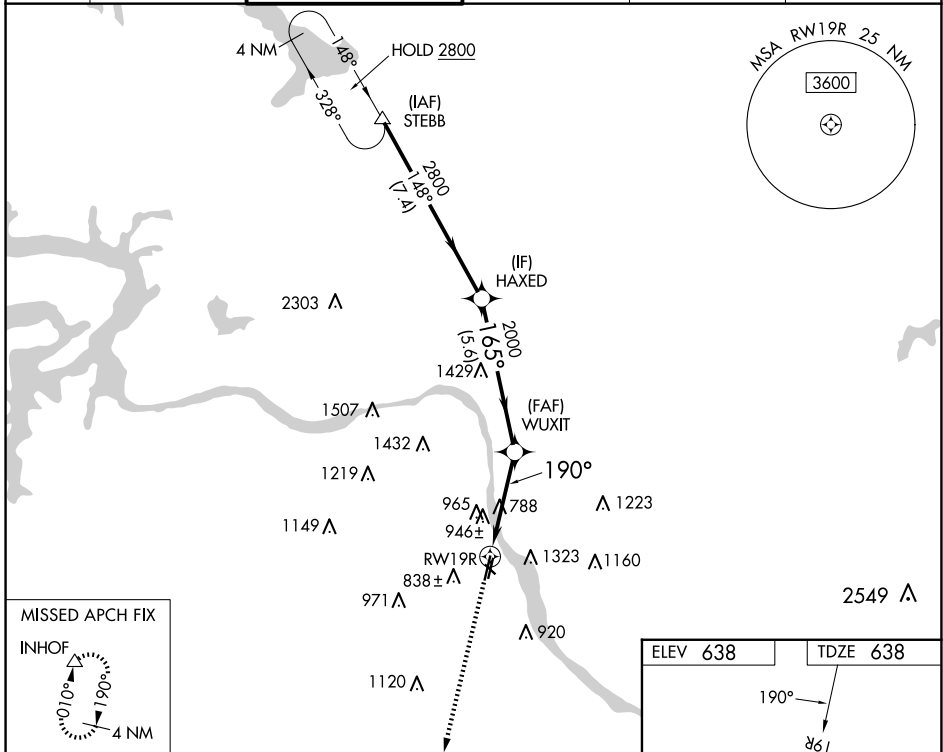 4 NM
148°
328°
HOLD 2800
(IAF)
STEBB
MSA RW19R 25 NM
3600
2800
148°
(7.4)
(IF)
HAXED
2303
2000
165°
(5.6)
1429
1507
(FAF)
WUXIT
1432
190°
1219
965
788
1223
946±
1149
RW19R
1323
1160
838±
971
2549
920
1120
MISSED APCH FIX
INHOF
010°
190°
4 NM
ELEV 638
TDZE 638
190°
19R